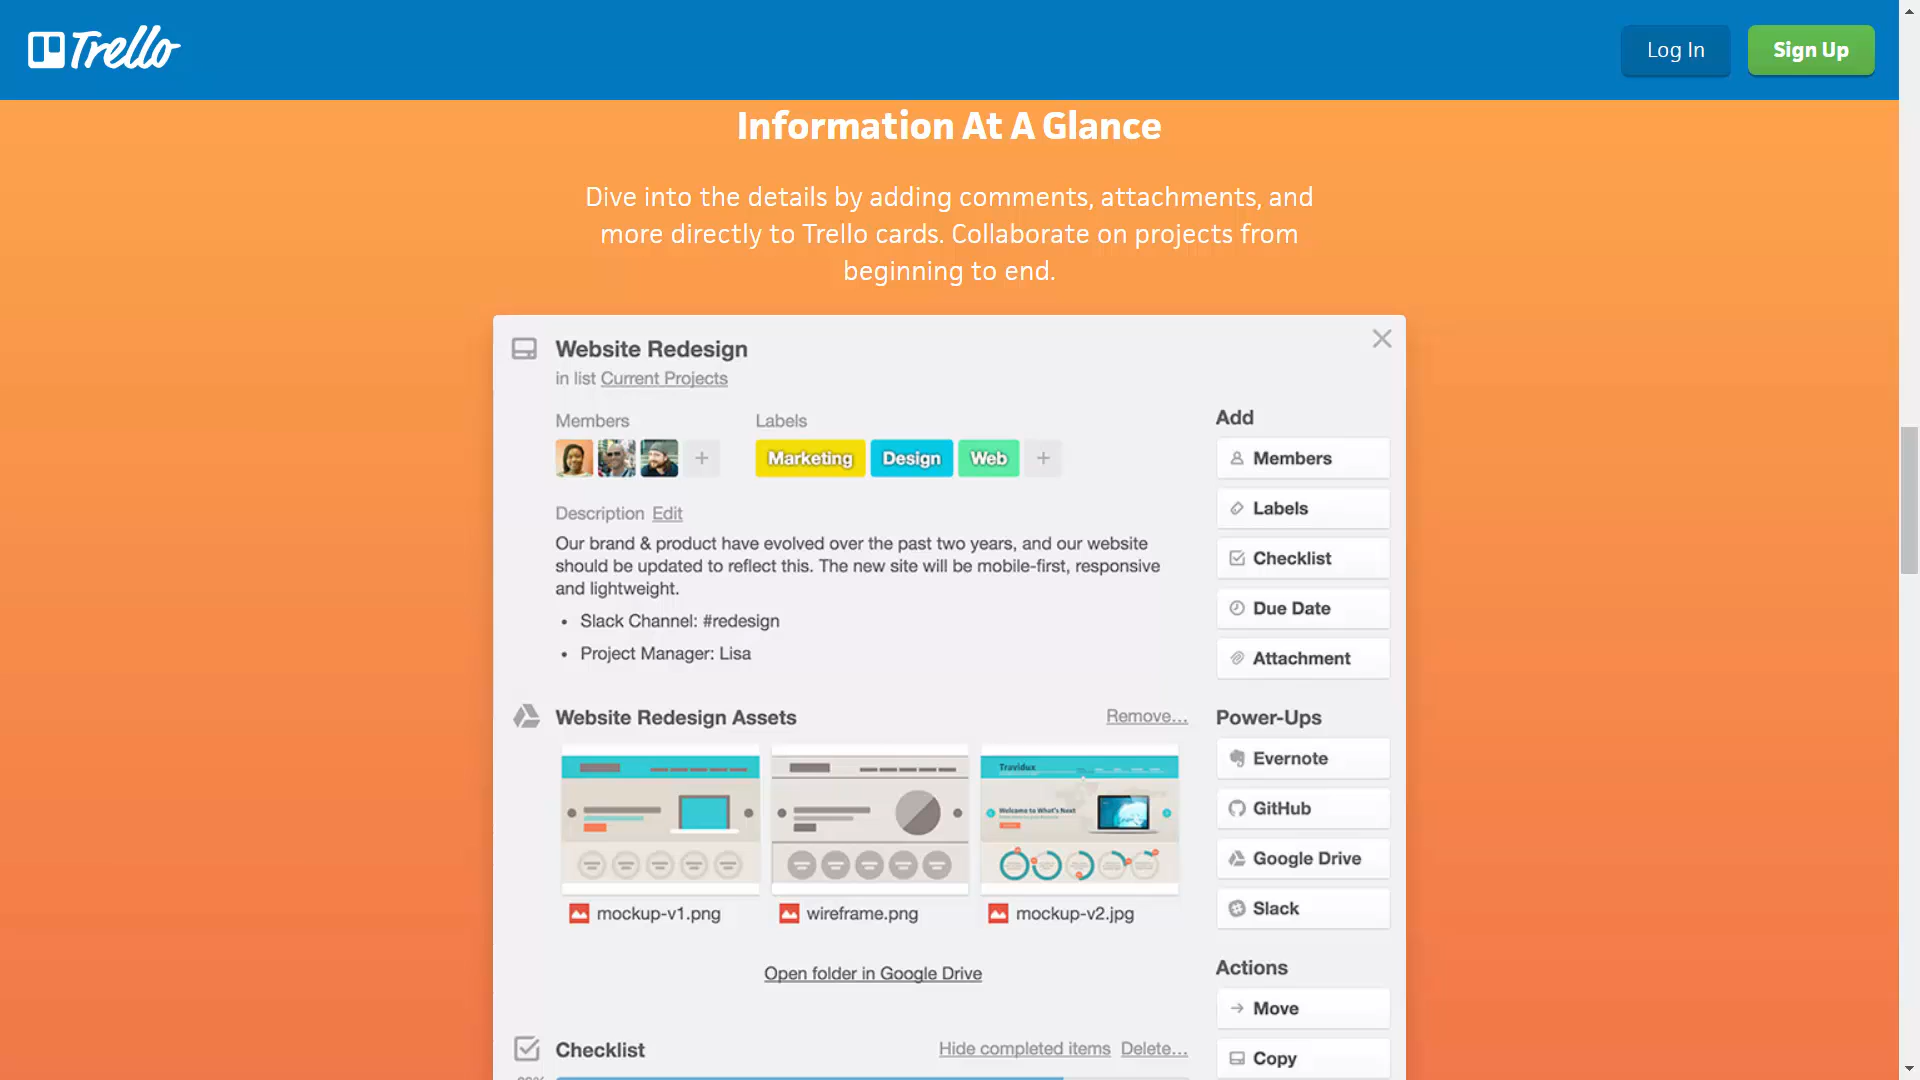 Trello
Log In
Sign Up
Information At A Glance
Dive into the details by adding comments, attachments, and
more directly to Trello cards. Collaborate on projects from
beginning to end.
Website Redesign
in list Current Projects
Members
Labels
Marketing
Design
Web
Description Edit
Our brand & product have evolved over the past two years, and our website
should be updated to reflect this. The new site will be mobile-first, responsive
and lightweight.
• Slack Channel: #redesign
• Project Manager: Lisa
Website Redesign Assets
Remove...
Travidux
Welcome to What's Next
mockup-v1.png
wireframe.png
mockup-v2.jpg
Open folder in Google Drive
Checklist
Hide completed items
Delete...
Add
Members
Labels
Checklist
Due Date
Attachment
Power-Ups
Evernote
GitHub
Google Drive
Slack
Actions
Move
Copy